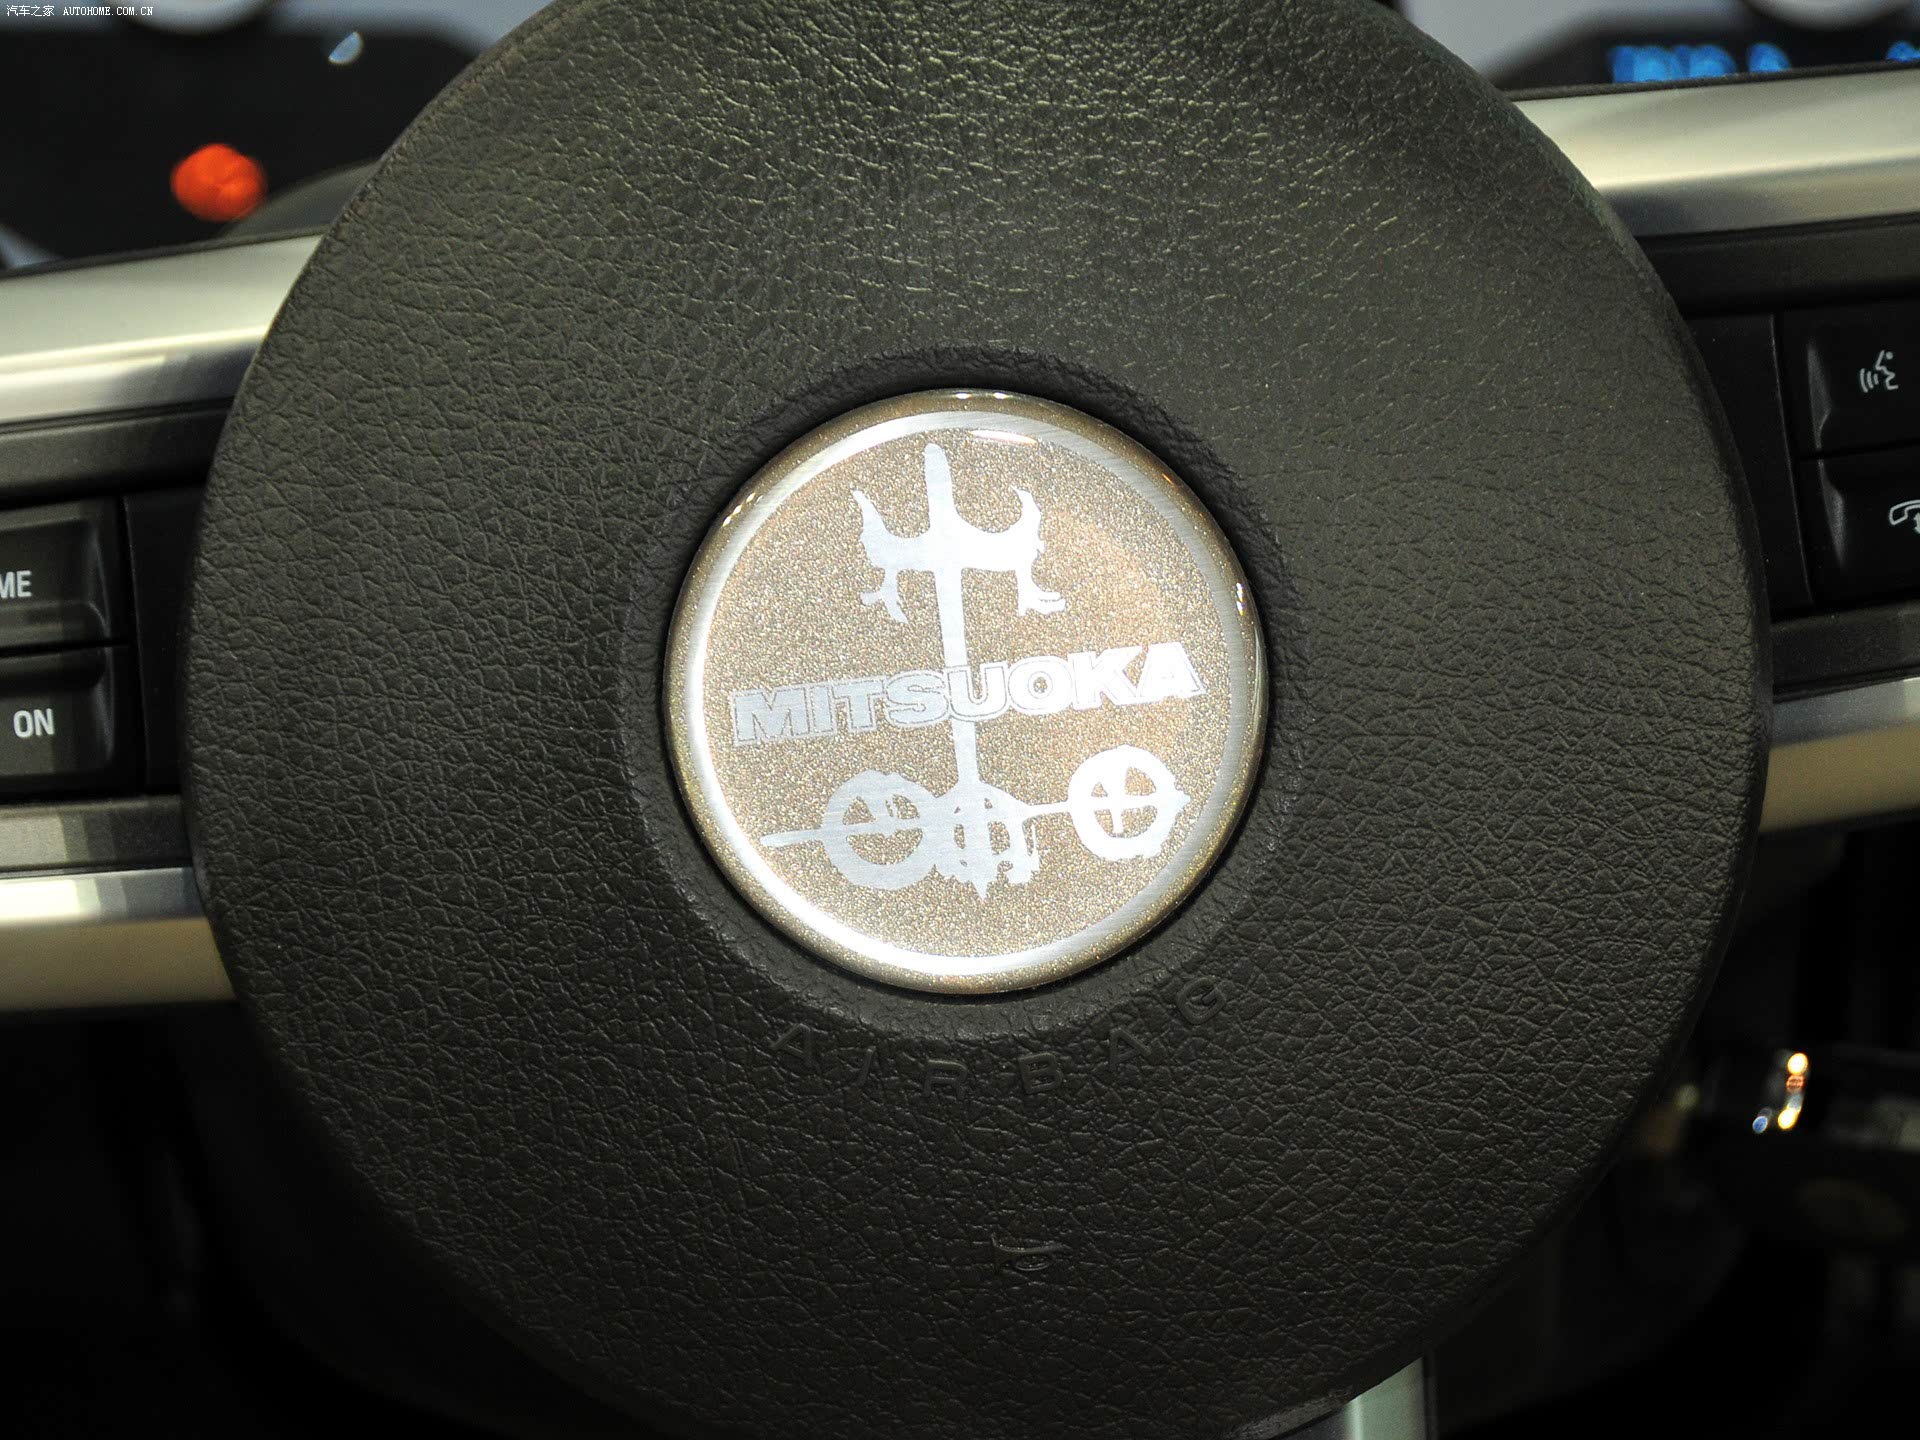 汽车之家 AUTOHOME.COM.CN
ME
ON
MITSUOKA
AIRBAG